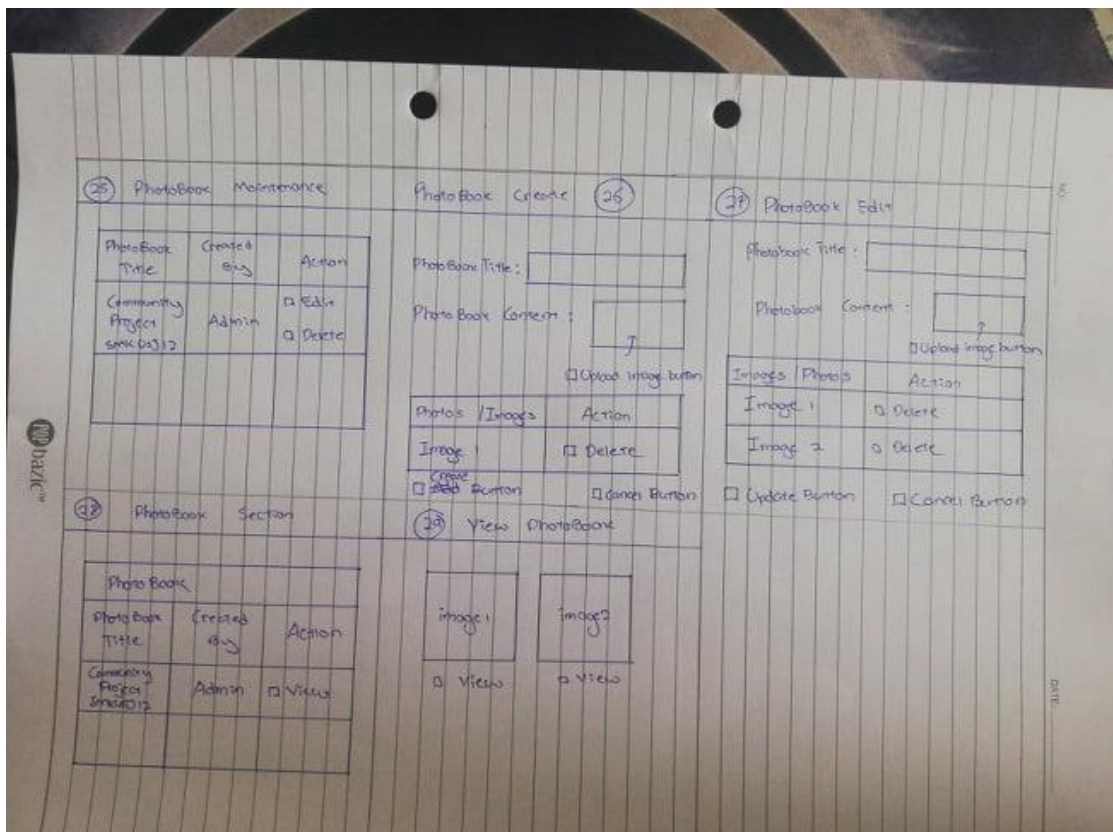 25 PhotoBook Maintenance
PhotoBook Title Created By Action
Community Project Admin Edit
Delete
PhotoBook Create 26
PhotoBook Title :
PhotoBook Content :
Upload image button
Photos / Images Action
Image 1 Delete
Create Button Cancel Button
27 PhotoBook Edit
Photobook Title :
Photobook Content :
Upload image button
Images / Photos Action
Image 1 Delete
Image 2 Delete
Update Button Cancel Button
28 PhotoBook Section
Photo Book
PhotoBook Title Created By Action
Community Project Admin View
29 View PhotoBook
image 1 image 2
View View
POP bazic
NO.
DATE: